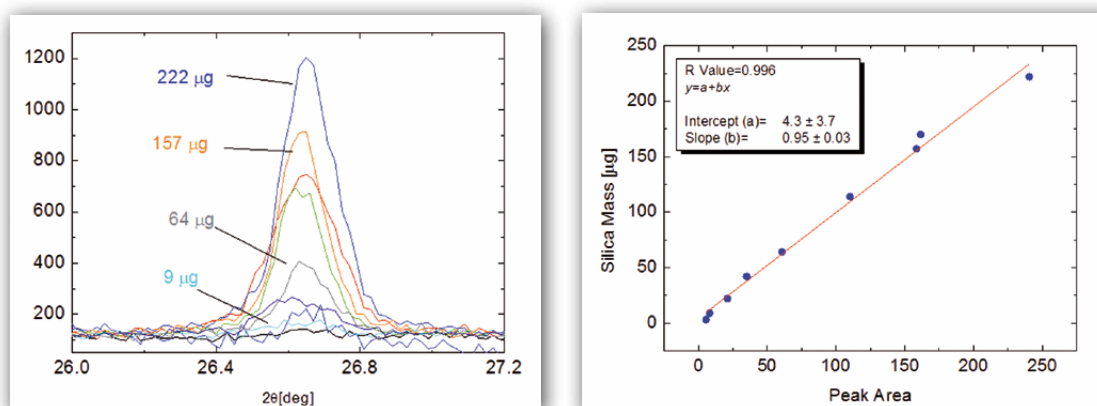 1200
1000
800
600
400
200
222 µg
157 µg
64 µg
9 µg
26.0
26.4
26.8
27.2
2θ[deg]
250
200
150
100
50
0
Silica Mass [µg]
R Value=0.996
y=a+bx
Intercept (a)= 4.3 ± 3.7
Slope (b)= 0.95 ± 0.03
0
50
100
150
200
250
Peak Area